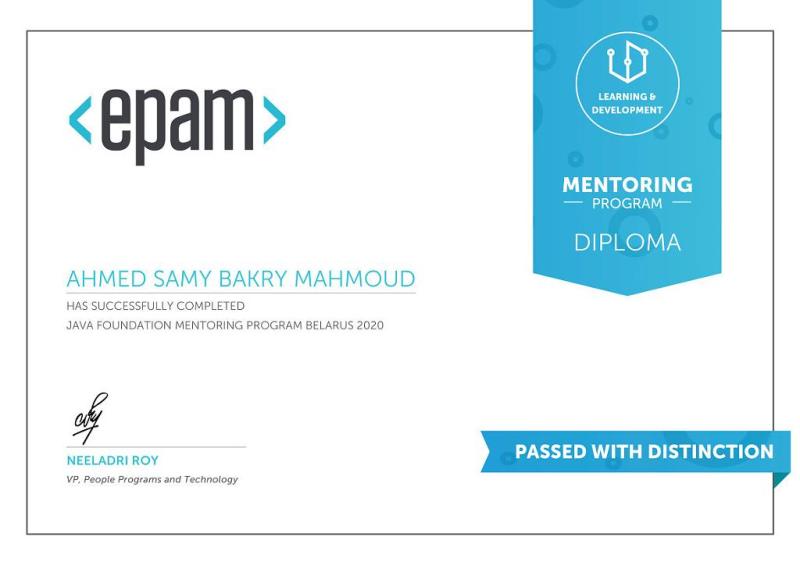 <epam>
LEARNING &
DEVELOPMENT
MENTORING
PROGRAM
DIPLOMA
AHMED SAMY BAKRY MAHMOUD
HAS SUCCESSFULLY COMPLETED
JAVA FOUNDATION MENTORING PROGRAM BELARUS 2020
NEELADRI ROY
VP, People Programs and Technology
PASSED WITH DISTINCTION